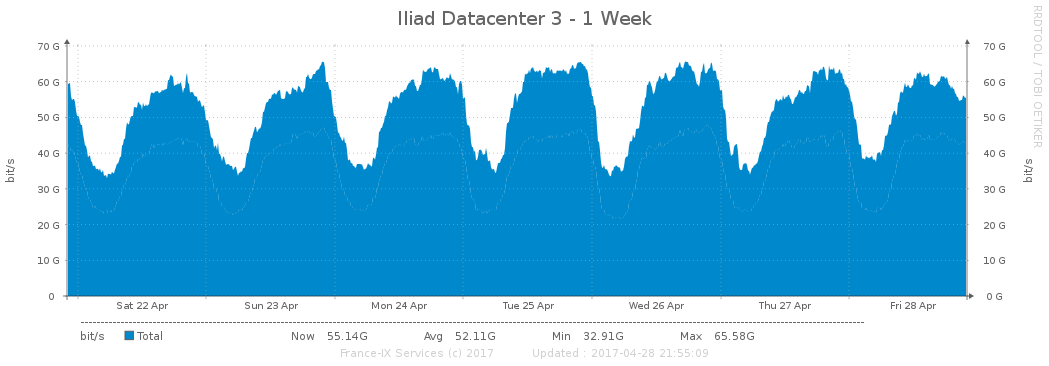 Iliad Datacenter 3 - 1 Week
RRDTOOL / TOBI OETIKER
70 G 70 G
60 G 60 G
50 G 50 G
40 G 40 G
30 G 30 G
20 G 20 G
10 G 10 G
0 0 G
bit/s bit/s
Sat 22 Apr Sun 23 Apr Mon 24 Apr Tue 25 Apr Wed 26 Apr Thu 27 Apr Fri 28 Apr
bit/s Total Now 55.14G Avg 52.11G Min 32.91G Max 65.58G
France-IX Services (c) 2017 Updated : 2017-04-28 21:55:09